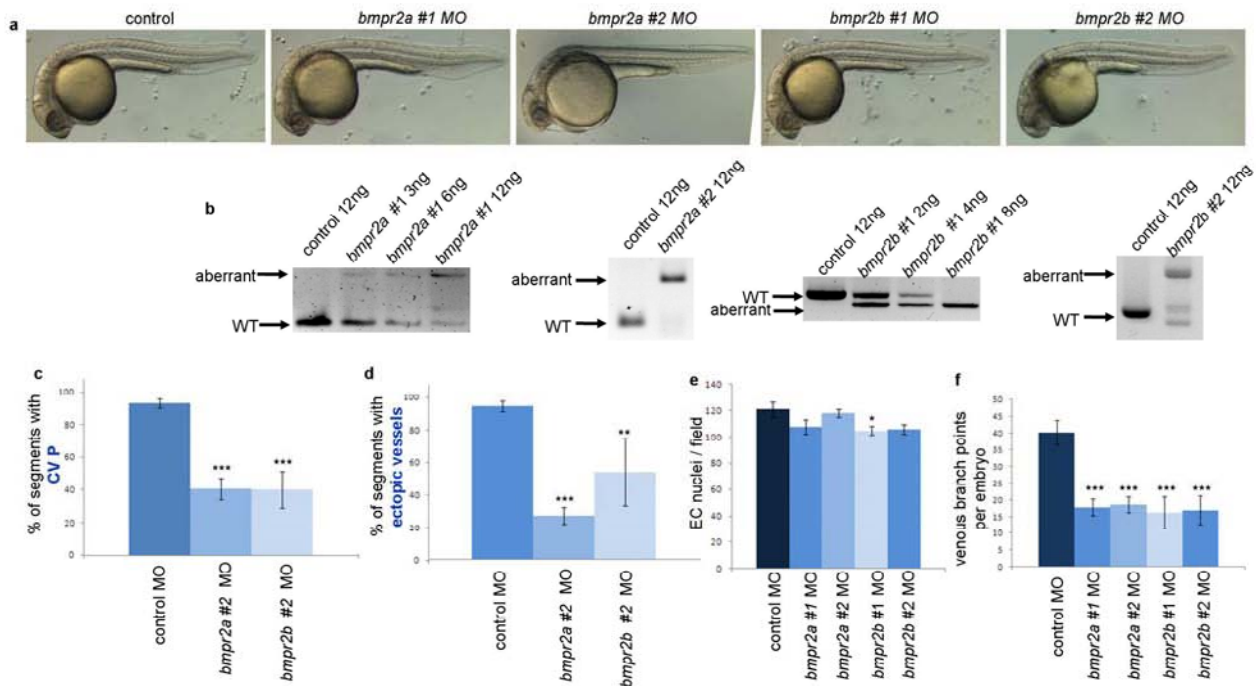 a
control
bmpr2a #1 MO
bmpr2a #2 MO
bmpr2b #1 MO
bmpr2b #2 MO
b
control 12ng
bmpr2a #1 3ng
bmpr2a #1 6ng
bmpr2a #1 12ng
aberrant
WT
control 12ng
bmpr2a #2 12ng
aberrant
WT
control 12ng
bmpr2b #1 2ng
bmpr2b #1 4ng
bmpr2b #1 8ng
WT
aberrant
control 12ng
bmpr2b #2 12ng
aberrant
WT
c
% of segments with
CV P
100
80
60
40
20
0
***
***
control MO
bmpr2a #2 MO
bmpr2b #2 MO
d
% of segments with
ectopic vessels
100
80
60
40
20
0
***
**
control MO
bmpr2a #2 MO
bmpr2b #2 MO
e
EC nuclei / field
140
120
100
80
60
40
20
0
*
control MO
bmpr2a #1 MO
bmpr2a #2 MO
bmpr2b #1 MO
bmpr2b #2 MO
f
venous branch points
per embryo
50
45
40
35
30
25
20
15
10
5
0
***
***
***
***
control MO
bmpr2a #1 MO
bmpr2a #2 MO
bmpr2b #1 MO
bmpr2b #2 MO